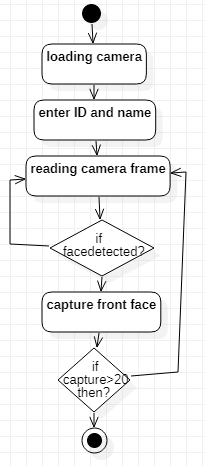 loading camera
enter ID and name
reading camera frame
if
facedetected?
capture front face
if
capture>20
then?